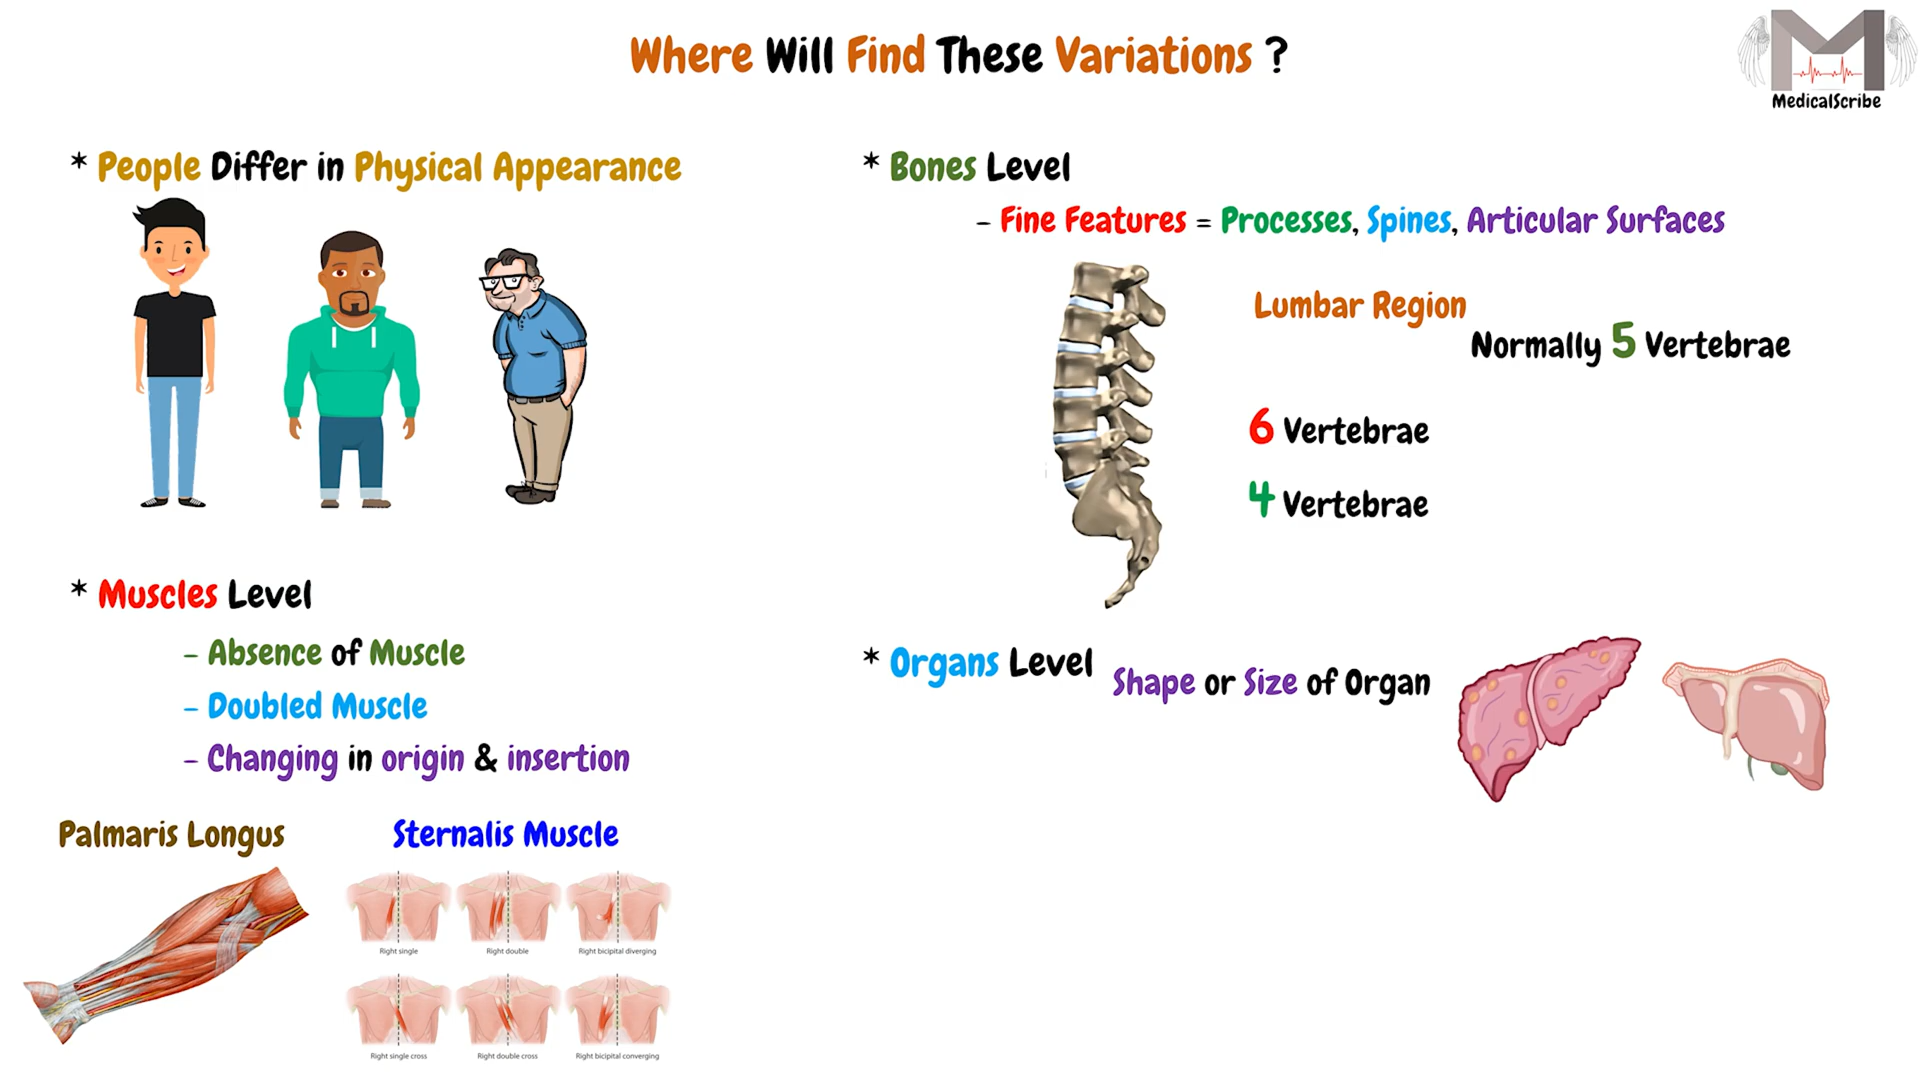 Where Will Find These Variations ?
MedicalScribe
* People Differ in Physical Appearance
* Muscles Level
- Absence of Muscle
- Doubled Muscle
- Changing in origin & insertion
Palmaris Longus
Sternalis Muscle
Right single
Right double
Right bicipital diverging
Right single cross
Right double cross
Right bicipital converging
* Bones Level
- Fine Features = Processes, Spines, Articular Surfaces
Lumbar Region
Normally 5 Vertebrae
6 Vertebrae
4 Vertebrae
* Organs Level
Shape or Size of Organ